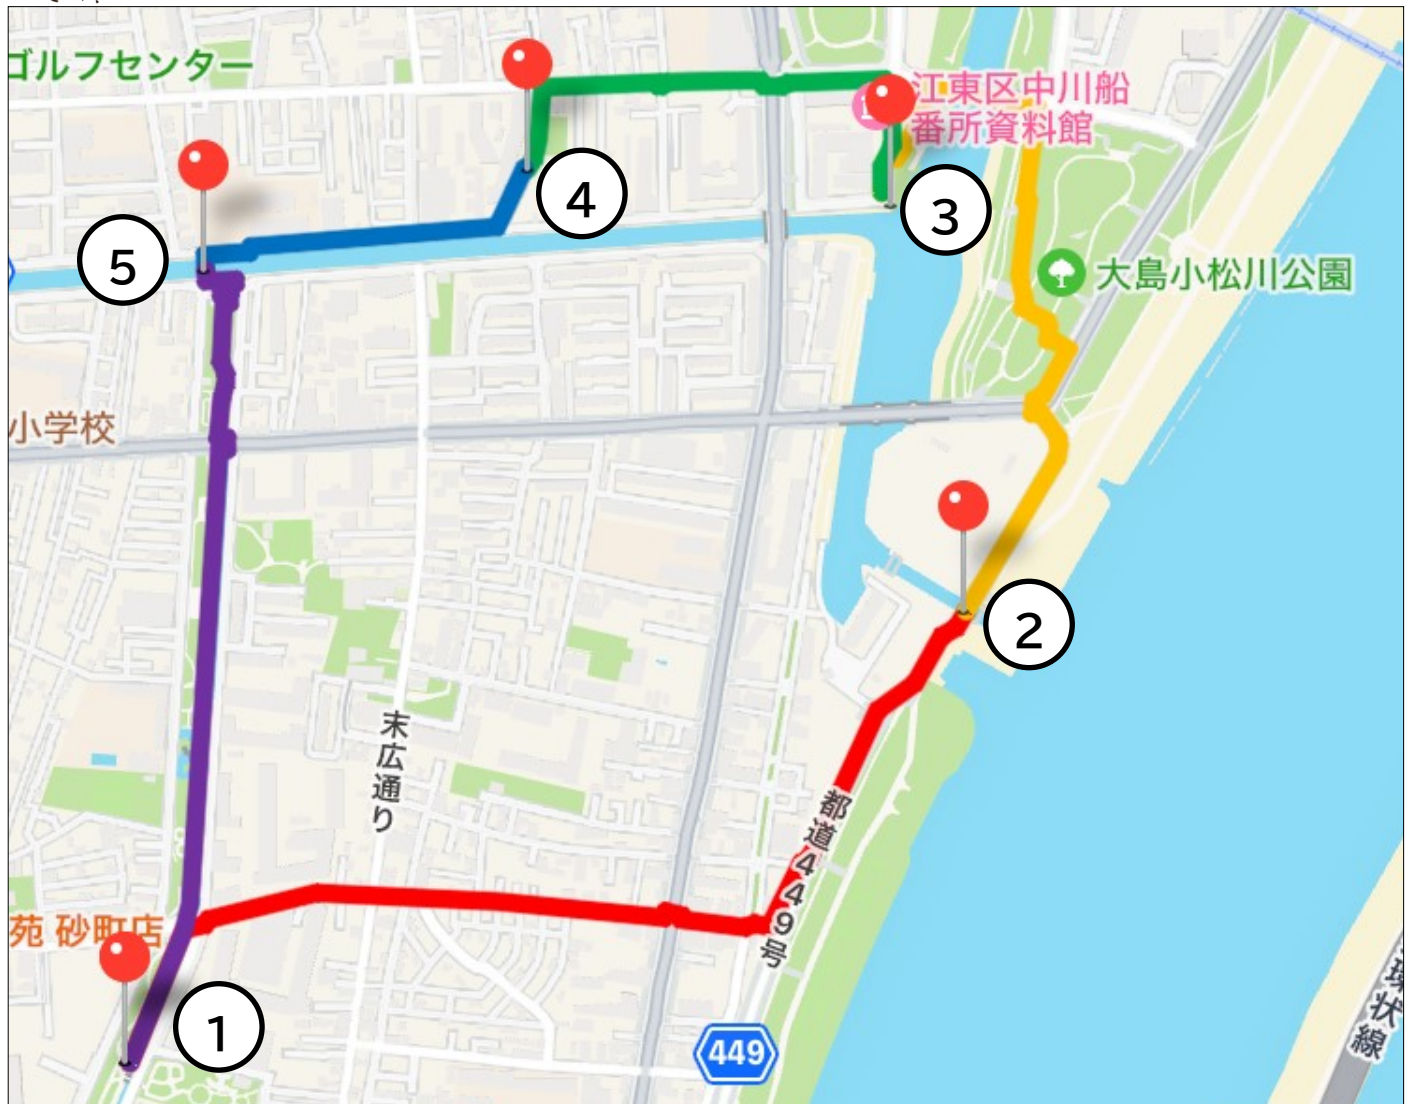 ゴルフセンター
江東区中川船
番所資料館
4
3
5
大島小松川公園
小学校
2
末広通り
都道449号
苑 砂町店
1
449
環状線